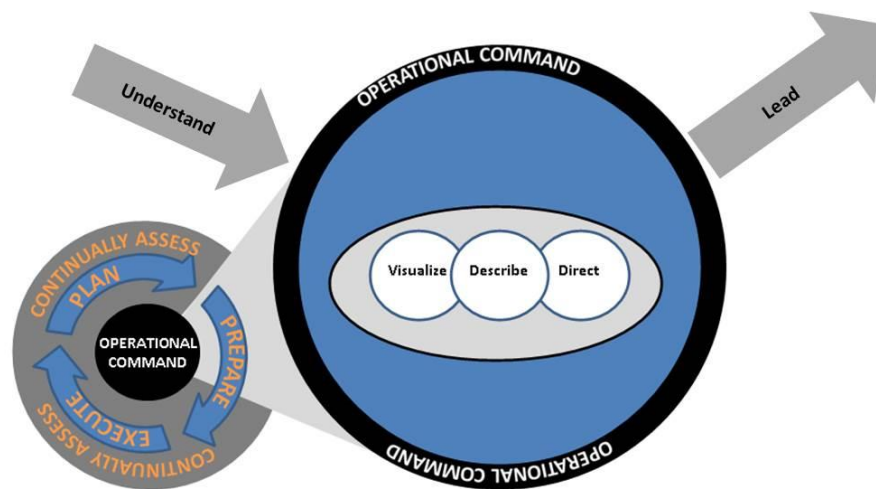 Understand
Lead
OPERATIONAL COMMAND
Visualize
Describe
Direct
OPERATIONAL COMMAND
CONTINUALLY ASSESS
PLAN
PREPARE
OPERATIONAL
COMMAND
EXECUTE
CONTINUALLY ASSESS